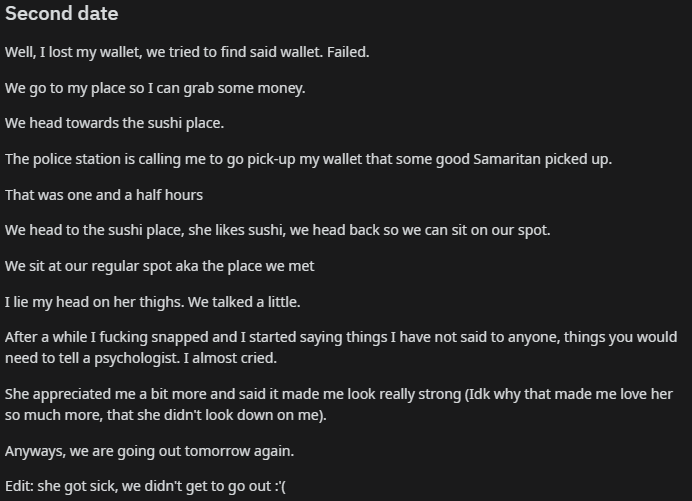 Second date
Well, I lost my wallet, we tried to find said wallet. Failed.
We go to my place so I can grab some money.
We head towards the sushi place.
The police station is calling me to go pick-up my wallet that some good Samaritan picked up.
That was one and a half hours
We head to the sushi place, she likes sushi, we head back so we can sit on our spot.
We sit at our regular spot aka the place we met
I lie my head on her thighs. We talked a little.
After a while I fucking snapped and I started saying things I have not said to anyone, things you would
need to tell a psychologist. I almost cried.
She appreciated me a bit more and said it made me look really strong (Idk why that made me love her
so much more, that she didn't look down on me).
Anyways, we are going out tomorrow again.
Edit: she got sick, we didn't get to go out :'(